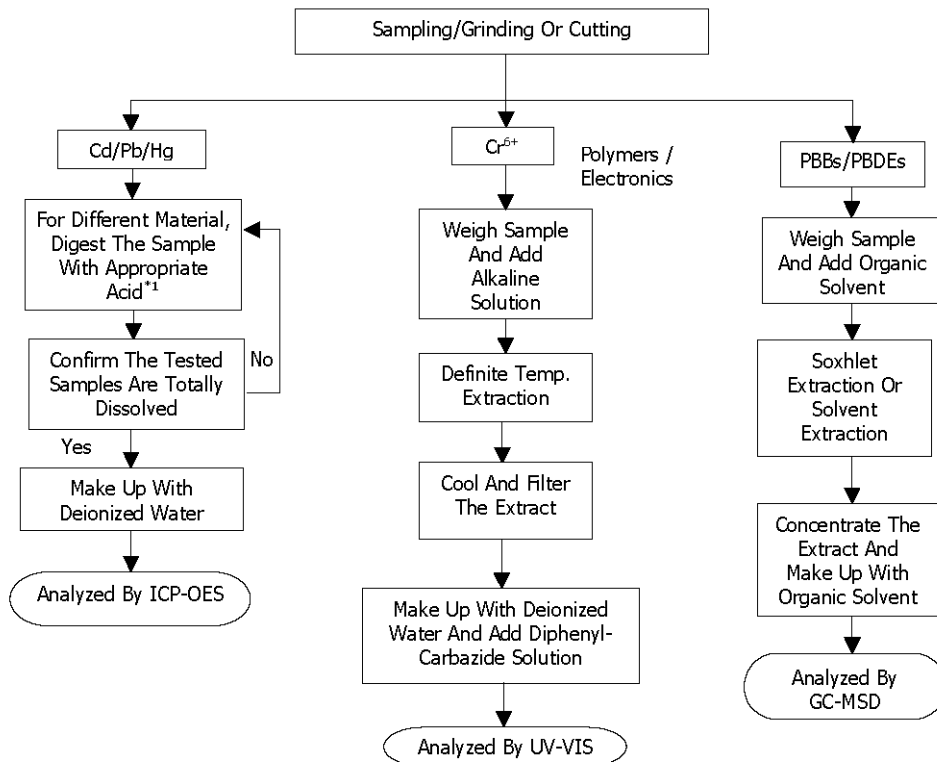 Sampling/Grinding Or Cutting
Cd/Pb/Hg
For Different Material,
Digest The Sample
With Appropriate
Acid*1
Confirm The Tested
Samples Are Totally
Dissolved
No
Yes
Make Up With
Deionized Water
Analyzed By ICP-OES
Cr6+
Polymers /
Electronics
Weigh Sample
And Add
Alkaline
Solution
Definite Temp.
Extraction
Cool And Filter
The Extract
Make Up With Deionized
Water And Add Diphenyl-
Carbazide Solution
Analyzed By UV-VIS
PBBs/PBDEs
Weigh Sample
And Add Organic
Solvent
Soxhlet
Extraction Or
Solvent
Extraction
Concentrate The
Extract And
Make Up With
Organic Solvent
Analyzed By
GC-MSD